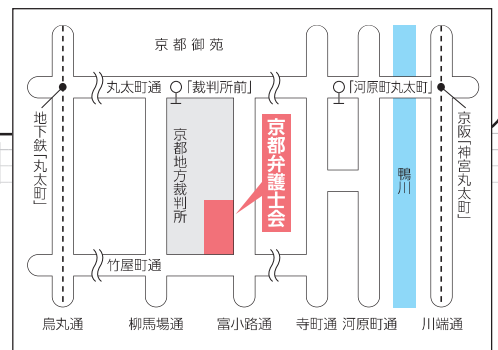 京都御苑
丸太町通
「裁判所前」
「河原町丸太町」
地下鉄「丸太町」
京都地方裁判所
京都弁護士会
鴨川
京阪「神宮丸太町」
竹屋町通
烏丸通
柳馬場通
富小路通
寺町通
河原町通
川端通